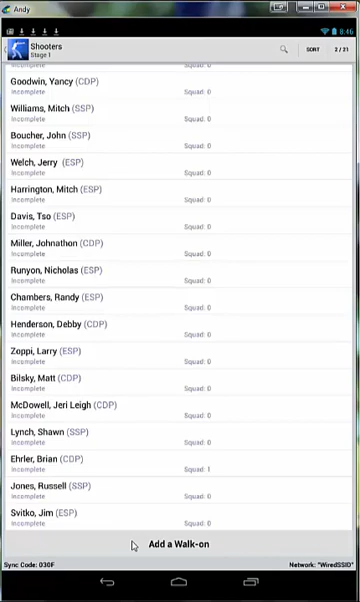 Andy
8:46
Shooters
Stage 1
SORT
2 / 21
Squad: 0
Goodwin, Yancy (CDP)
Incomplete Squad: 0
Williams, Mitch (SSP)
Incomplete Squad: 0
Boucher, John (SSP)
Incomplete Squad: 0
Welch, Jerry (ESP)
Incomplete Squad: 0
Harrington, Mitch (ESP)
Incomplete Squad: 0
Davis, Tso (ESP)
Incomplete Squad: 0
Miller, Johnathon (CDP)
Incomplete Squad: 0
Runyon, Nicholas (ESP)
Incomplete Squad: 0
Chambers, Randy (ESP)
Incomplete Squad: 0
Henderson, Debby (CDP)
Incomplete Squad: 0
Zoppi, Larry (ESP)
Incomplete Squad: 0
Bilsky, Matt (CDP)
Incomplete Squad: 0
McDowell, Jeri Leigh (CDP)
Incomplete Squad: 0
Lynch, Shawn (SSP)
Incomplete Squad: 0
Ehrler, Brian (CDP)
Incomplete Squad: 1
Jones, Russell (SSP)
Incomplete Squad: 0
Svitko, Jim (ESP)
Incomplete Squad: 0
Add a Walk-on
Sync Code: 030F Network: "WiredSSID"